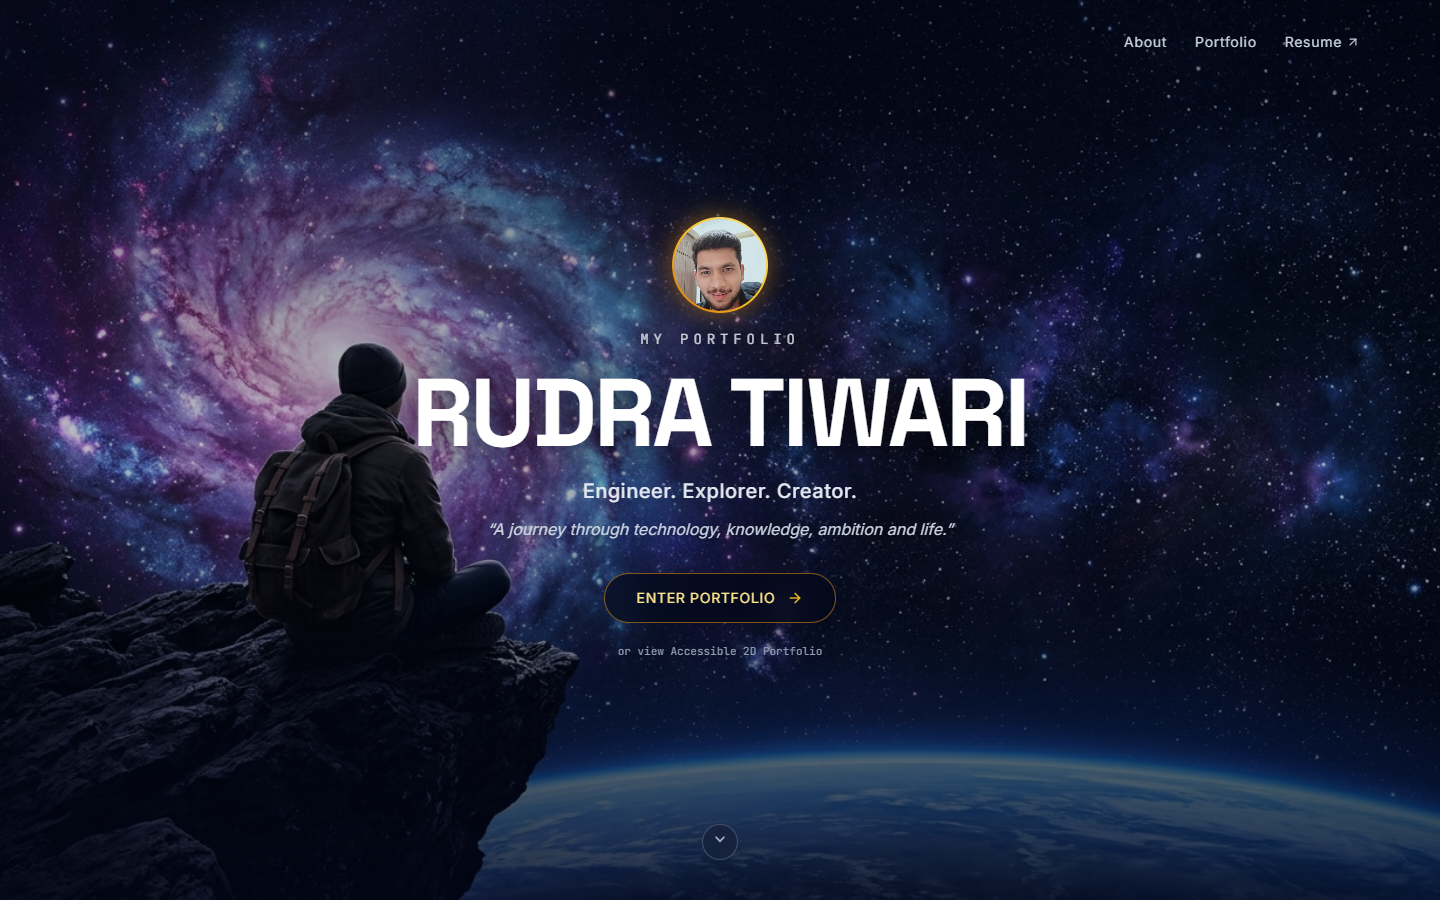 About
Portfolio
Resume
MY PORTFOLIO
RUDRA TIWARI
Engineer. Explorer. Creator.
“A journey through technology, knowledge, ambition and life.”
ENTER PORTFOLIO
or view Accessible 2D Portfolio